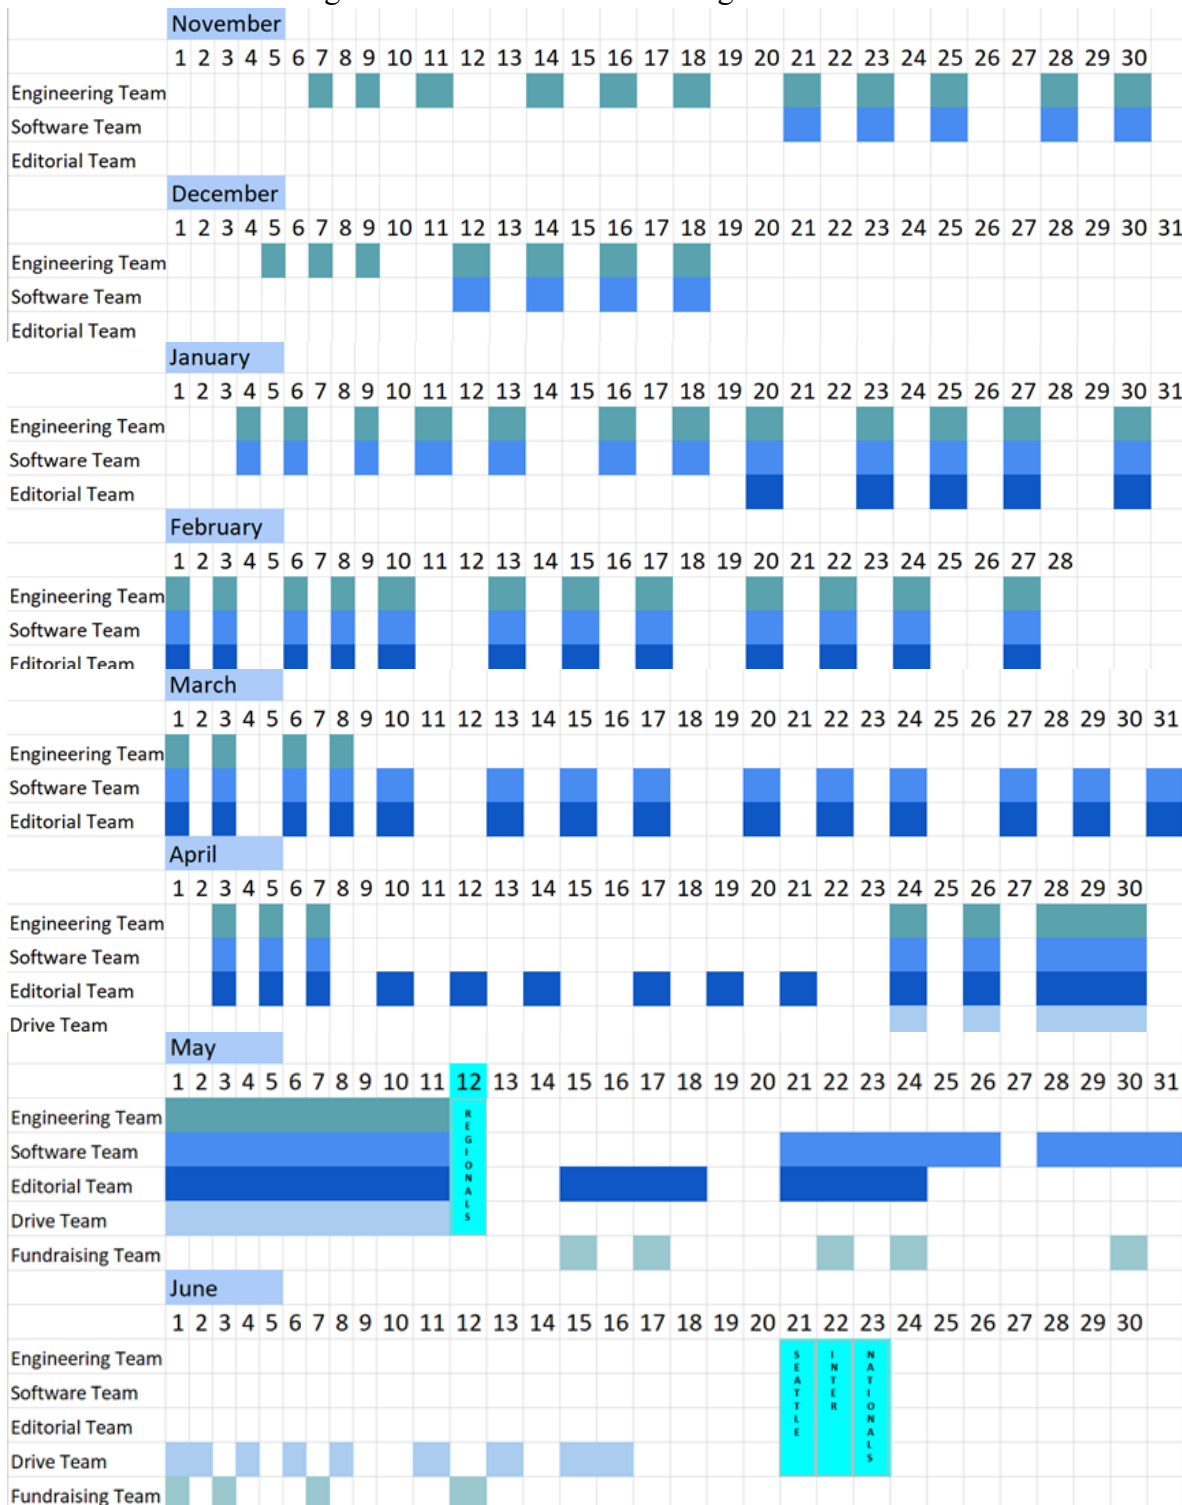 November
1 2 3 4 5 6 7 8 9 10 11 12 13 14 15 16 17 18 19 20 21 22 23 24 25 26 27 28 29 30
Engineering Team
Software Team
Editorial Team
December
1 2 3 4 5 6 7 8 9 10 11 12 13 14 15 16 17 18 19 20 21 22 23 24 25 26 27 28 29 30 31
Engineering Team
Software Team
Editorial Team
January
1 2 3 4 5 6 7 8 9 10 11 12 13 14 15 16 17 18 19 20 21 22 23 24 25 26 27 28 29 30 31
Engineering Team
Software Team
Editorial Team
February
1 2 3 4 5 6 7 8 9 10 11 12 13 14 15 16 17 18 19 20 21 22 23 24 25 26 27 28
Engineering Team
Software Team
Editorial Team
March
1 2 3 4 5 6 7 8 9 10 11 12 13 14 15 16 17 18 19 20 21 22 23 24 25 26 27 28 29 30 31
Engineering Team
Software Team
Editorial Team
April
1 2 3 4 5 6 7 8 9 10 11 12 13 14 15 16 17 18 19 20 21 22 23 24 25 26 27 28 29 30
Engineering Team
Software Team
Editorial Team
Drive Team
May
1 2 3 4 5 6 7 8 9 10 11 12 13 14 15 16 17 18 19 20 21 22 23 24 25 26 27 28 29 30 31
Engineering Team
Software Team
Editorial Team
Drive Team
Fundraising Team
REGIONALS
June
1 2 3 4 5 6 7 8 9 10 11 12 13 14 15 16 17 18 19 20 21 22 23 24 25 26 27 28 29 30
Engineering Team
Software Team
Editorial Team
Drive Team
Fundraising Team
SEATTLE
INTER
NATIONALS